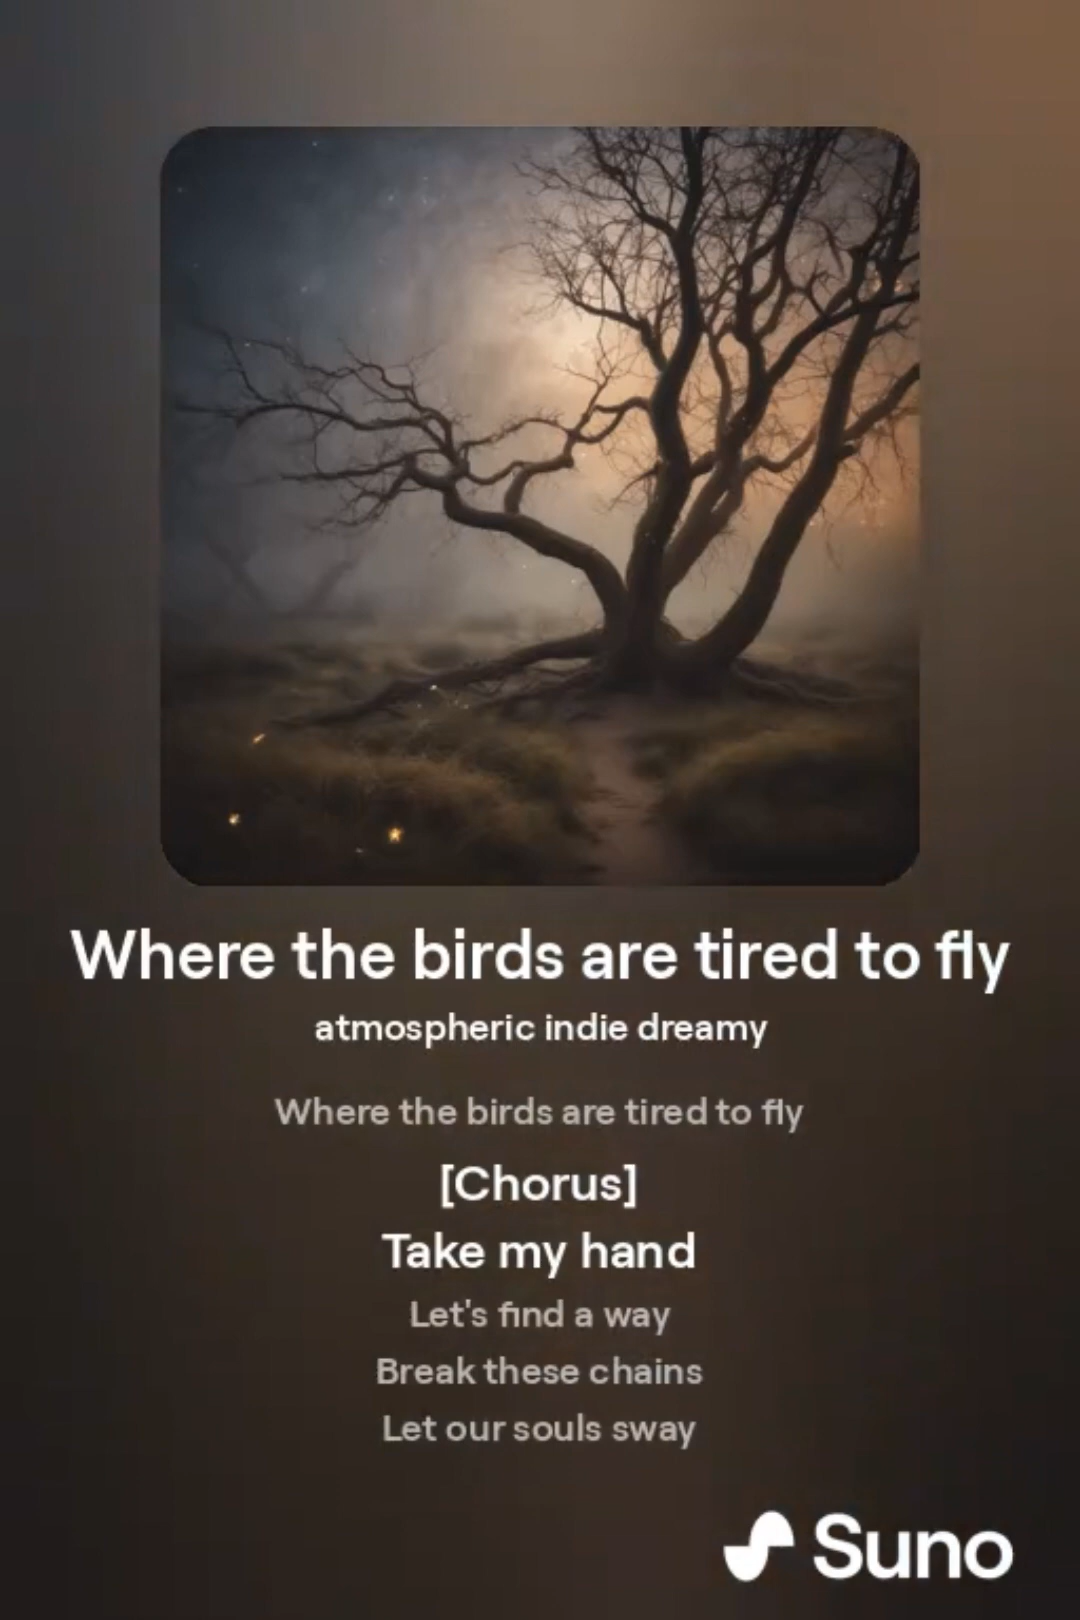 Where the birds are tired to fly
atmospheric indie dreamy
Where the birds are tired to fly
[Chorus]
Take my hand
Let's find a way
Break these chains
Let our souls sway
Suno